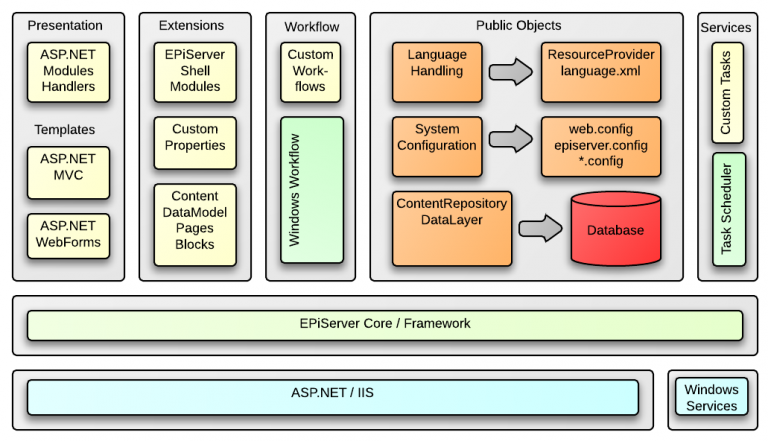 Presentation
ASP.NET
Modules
Handlers
Templates
ASP.NET
MVC
ASP.NET
WebForms
Extensions
EPiServer
Shell
Modules
Custom
Properties
Content
DataModel
Pages
Blocks
Workflow
Custom
Work-
flows
Windows Workflow
Public Objects
Language
Handling
ResourceProvider
language.xml
System
Configuration
web.config
episerver.config
*.config
ContentRepository
DataLayer
Database
Services
Custom Tasks
Task Scheduler
EPiServer Core / Framework
ASP.NET / IIS
Windows
Services